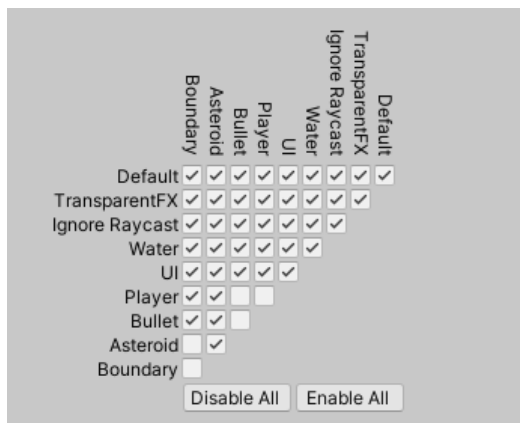 Boundary
Asteroid
Bullet
Player
UI
Water
Ignore Raycast
TransparentFX
Default
Default
TransparentFX
Ignore Raycast
Water
UI
Player
Bullet
Asteroid
Boundary
Disable All
Enable All